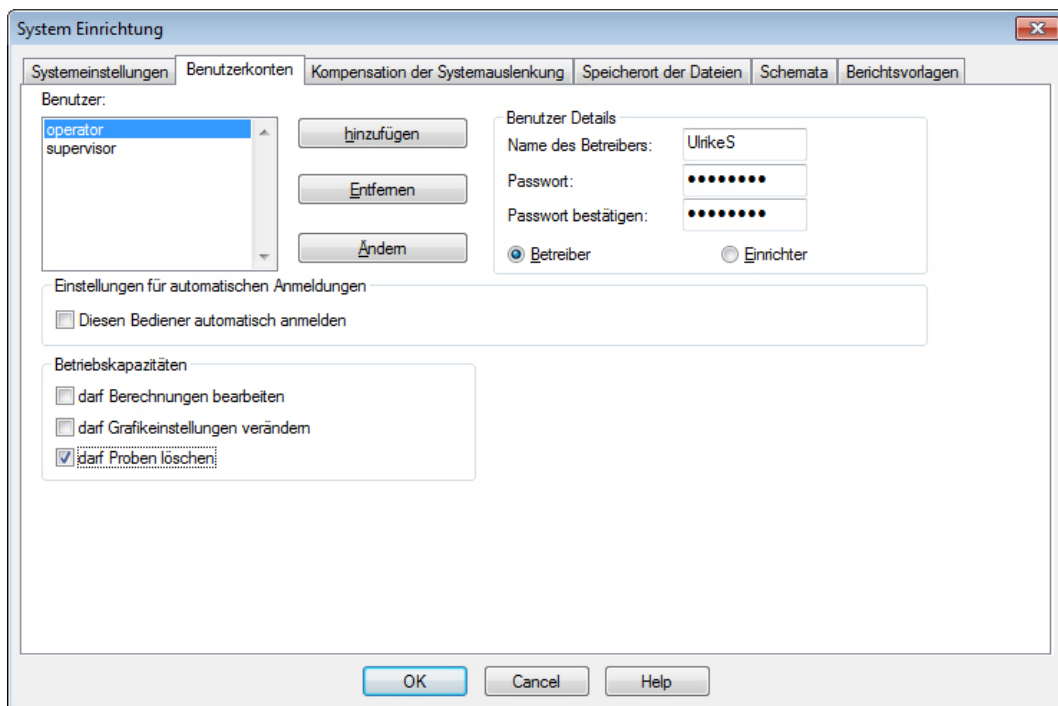 System Einrichtung
Systemeinstellungen
Benutzerkonten
Kompensation der Systemauslenkung
Speicherort der Dateien
Schemata
Berichtsvorlagen
Benutzer:
operator
supervisor
hinzufügen
Entfernen
Ändern
Benutzer Details
Name des Betreibers: UlrikeS
Passwort: ●●●●●●●●
Passwort bestätigen: ●●●●●●●●
Betreiber
Einrichter
Einstellungen für automatischen Anmeldungen
Diesen Bediener automatisch anmelden
Betriebskapazitäten
darf Berechnungen bearbeiten
darf Grafikeinstellungen verändern
darf Proben löschen
OK
Cancel
Help